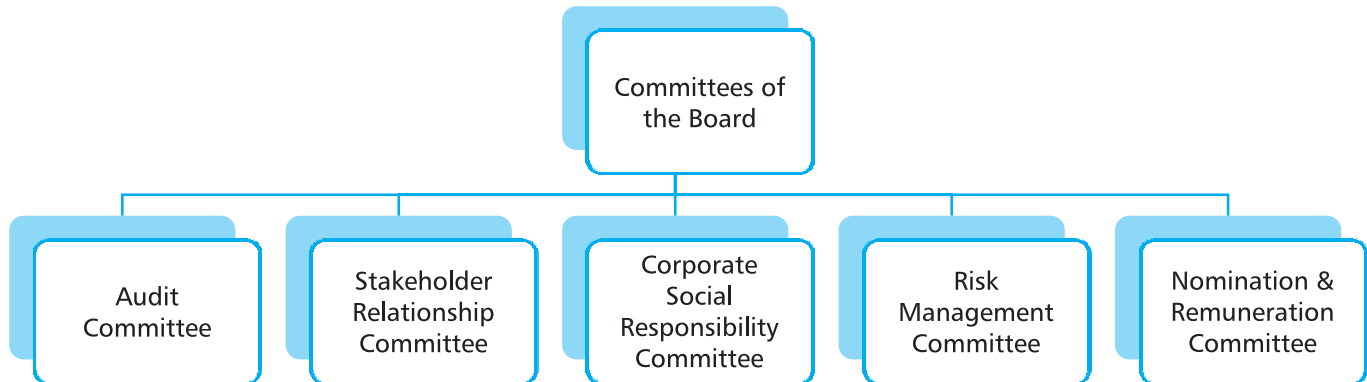 Committees of
the Board
Audit
Committee
Stakeholder
Relationship
Committee
Corporate
Social
Responsibility
Committee
Risk
Management
Committee
Nomination &
Remuneration
Committee